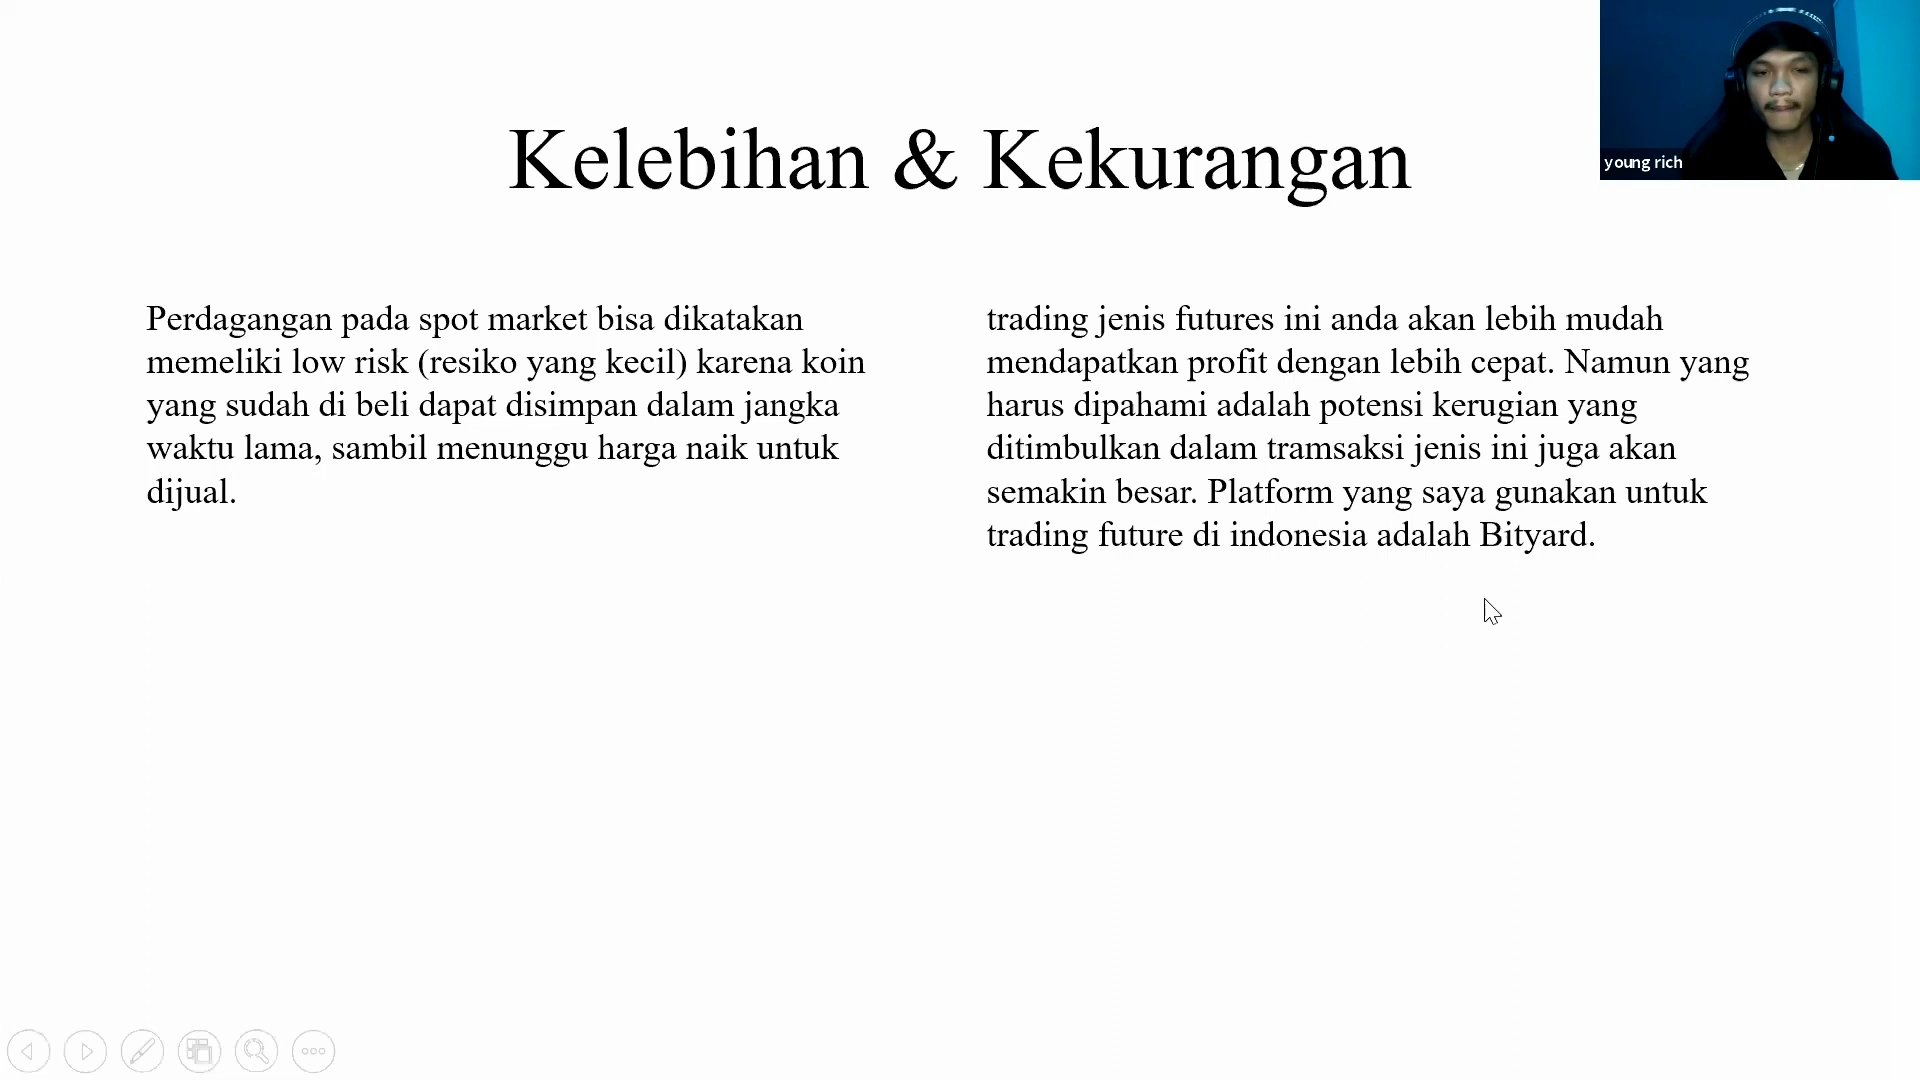 Kelebihan & Kekurangan
young rich
Perdagangan pada spot market bisa dikatakan
memeliki low risk (resiko yang kecil) karena koin
yang sudah di beli dapat disimpan dalam jangka
waktu lama, sambil menunggu harga naik untuk
dijual.
trading jenis futures ini anda akan lebih mudah
mendapatkan profit dengan lebih cepat. Namun yang
harus dipahami adalah potensi kerugian yang
ditimbulkan dalam tramsaksi jenis ini juga akan
semakin besar. Platform yang saya gunakan untuk
trading future di indonesia adalah Bityard.